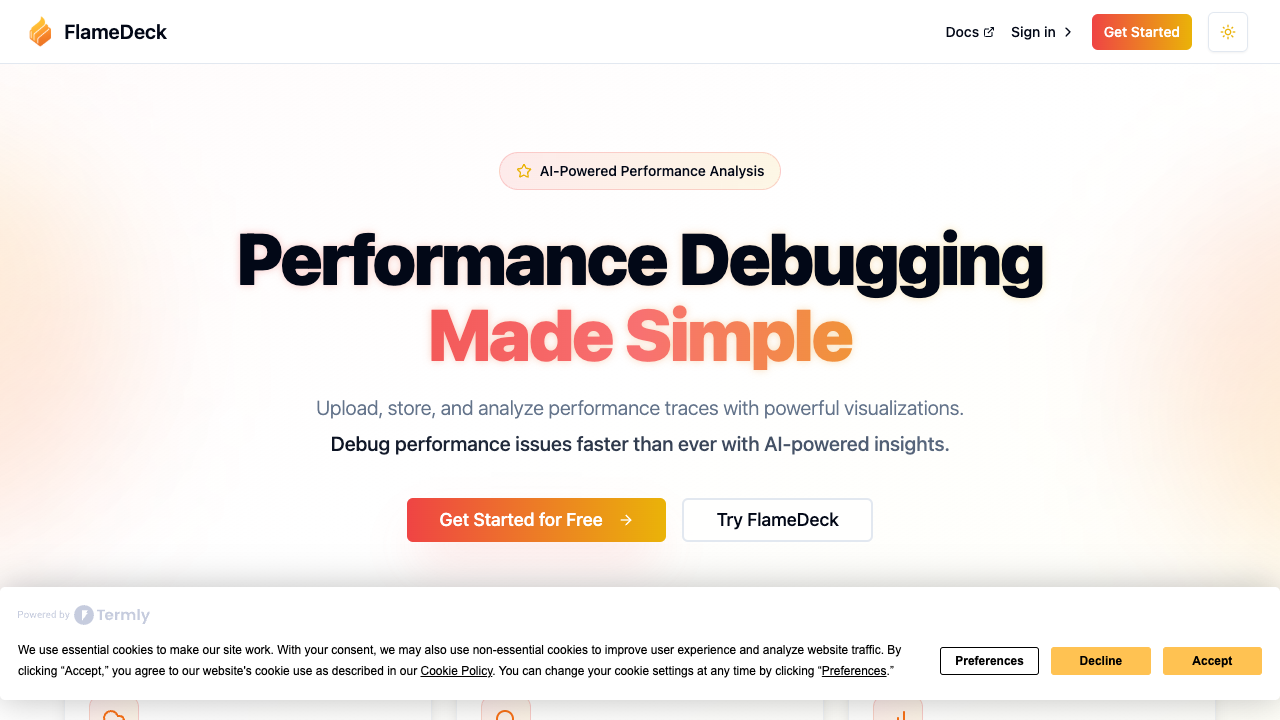 FlameDeck
Docs
Sign in
Get Started
AI-Powered Performance Analysis
Performance Debugging
Made Simple
Upload, store, and analyze performance traces with powerful visualizations.
Debug performance issues faster than ever with AI-powered insights.
Get Started for Free
Try FlameDeck
Powered by Termly
We use essential cookies to make our site work. With your consent, we may also use non-essential cookies to improve user experience and analyze website traffic. By
clicking “Accept,” you agree to our website's cookie use as described in our Cookie Policy. You can change your cookie settings at any time by clicking “Preferences.”
Preferences
Decline
Accept